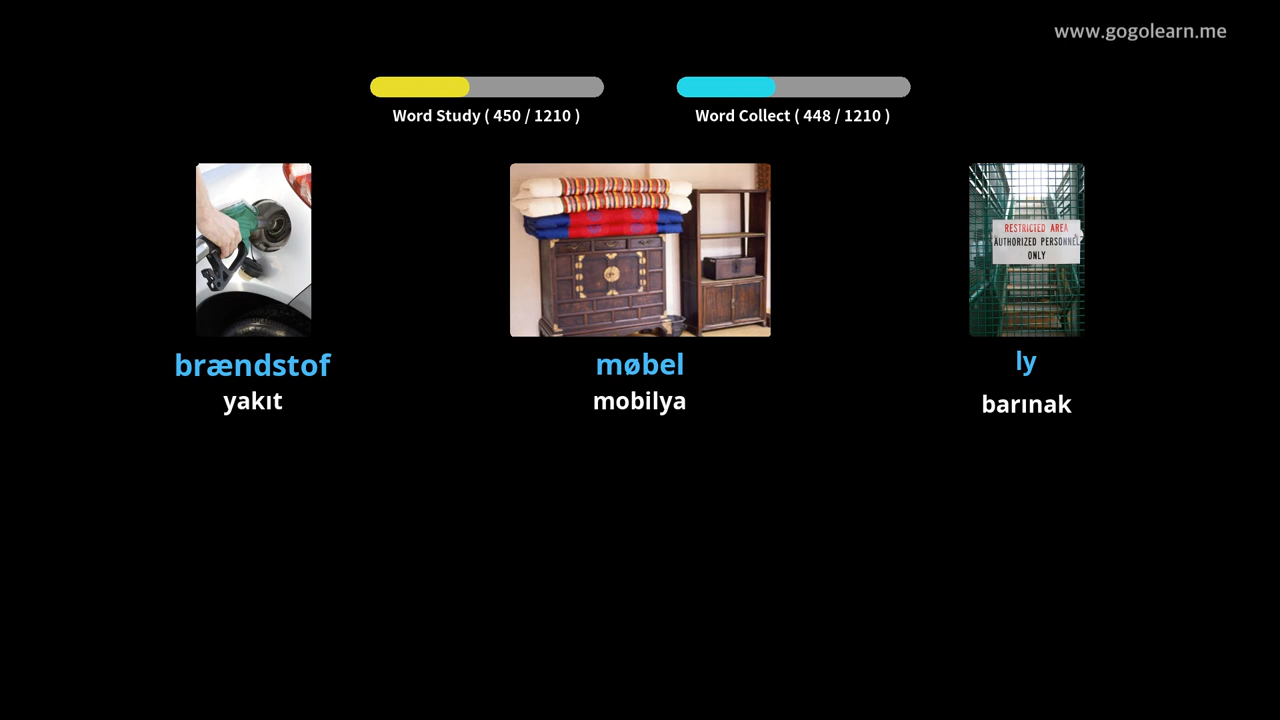 www.gogolearn.me
Word Study ( 450 / 1210 )
Word Collect ( 448 / 1210 )
RESTRICTED AREA
AUTHORIZED PERSONNEL
ONLY
brændstof
møbel
ly
yakıt
mobilya
barınak